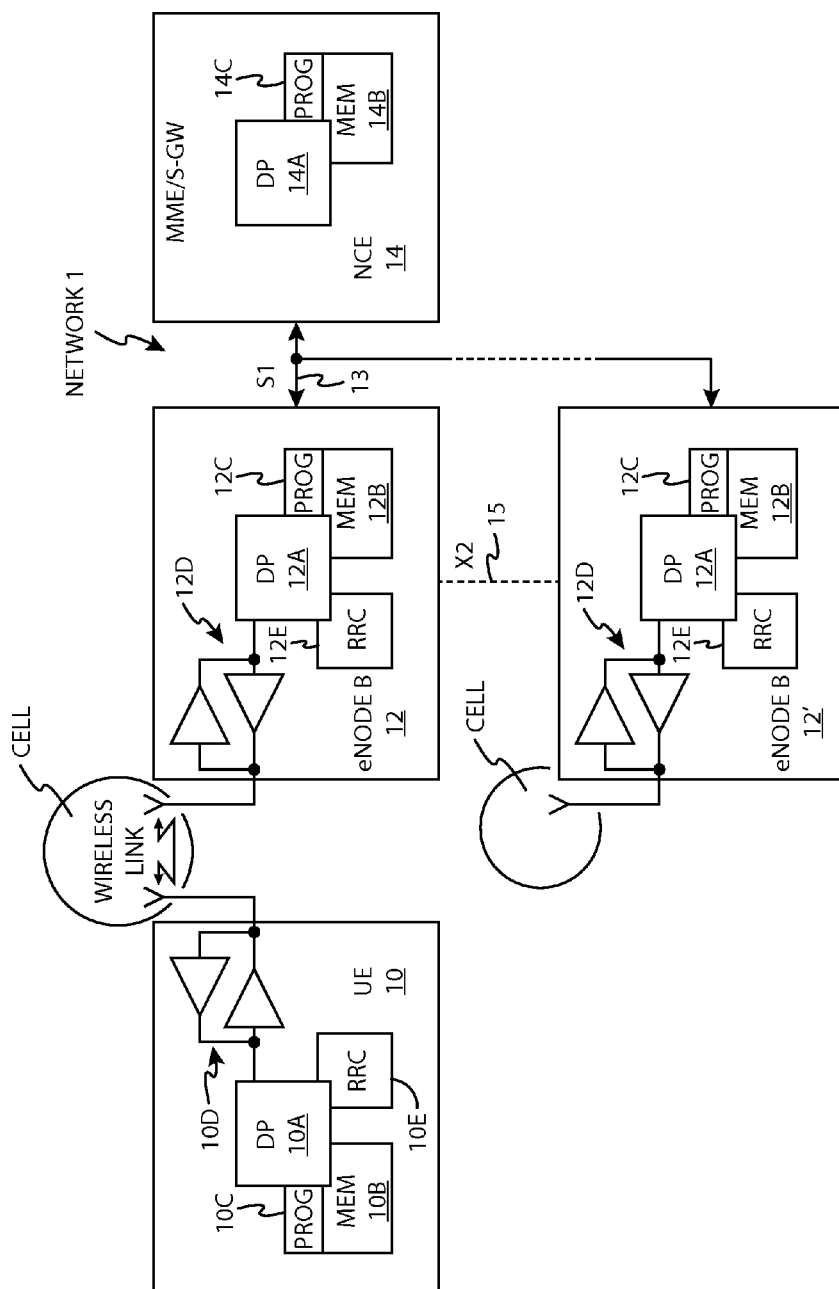 NETWORK 1
CELL
WIRELESS
LINK
UE
10
10D
DP
10A
RRC
10E
10C
PROG
MEM
10B
eNODE B
12
12D
DP
12A
12E
RRC
12C
PROG
MEM
12B
S1
13
MME/S-GW
NCE
14
DP
14A
14C
PROG
MEM
14B
X2
15
CELL
eNODE B
12'
12D
DP
12A
12E
RRC
12C
PROG
MEM
12B